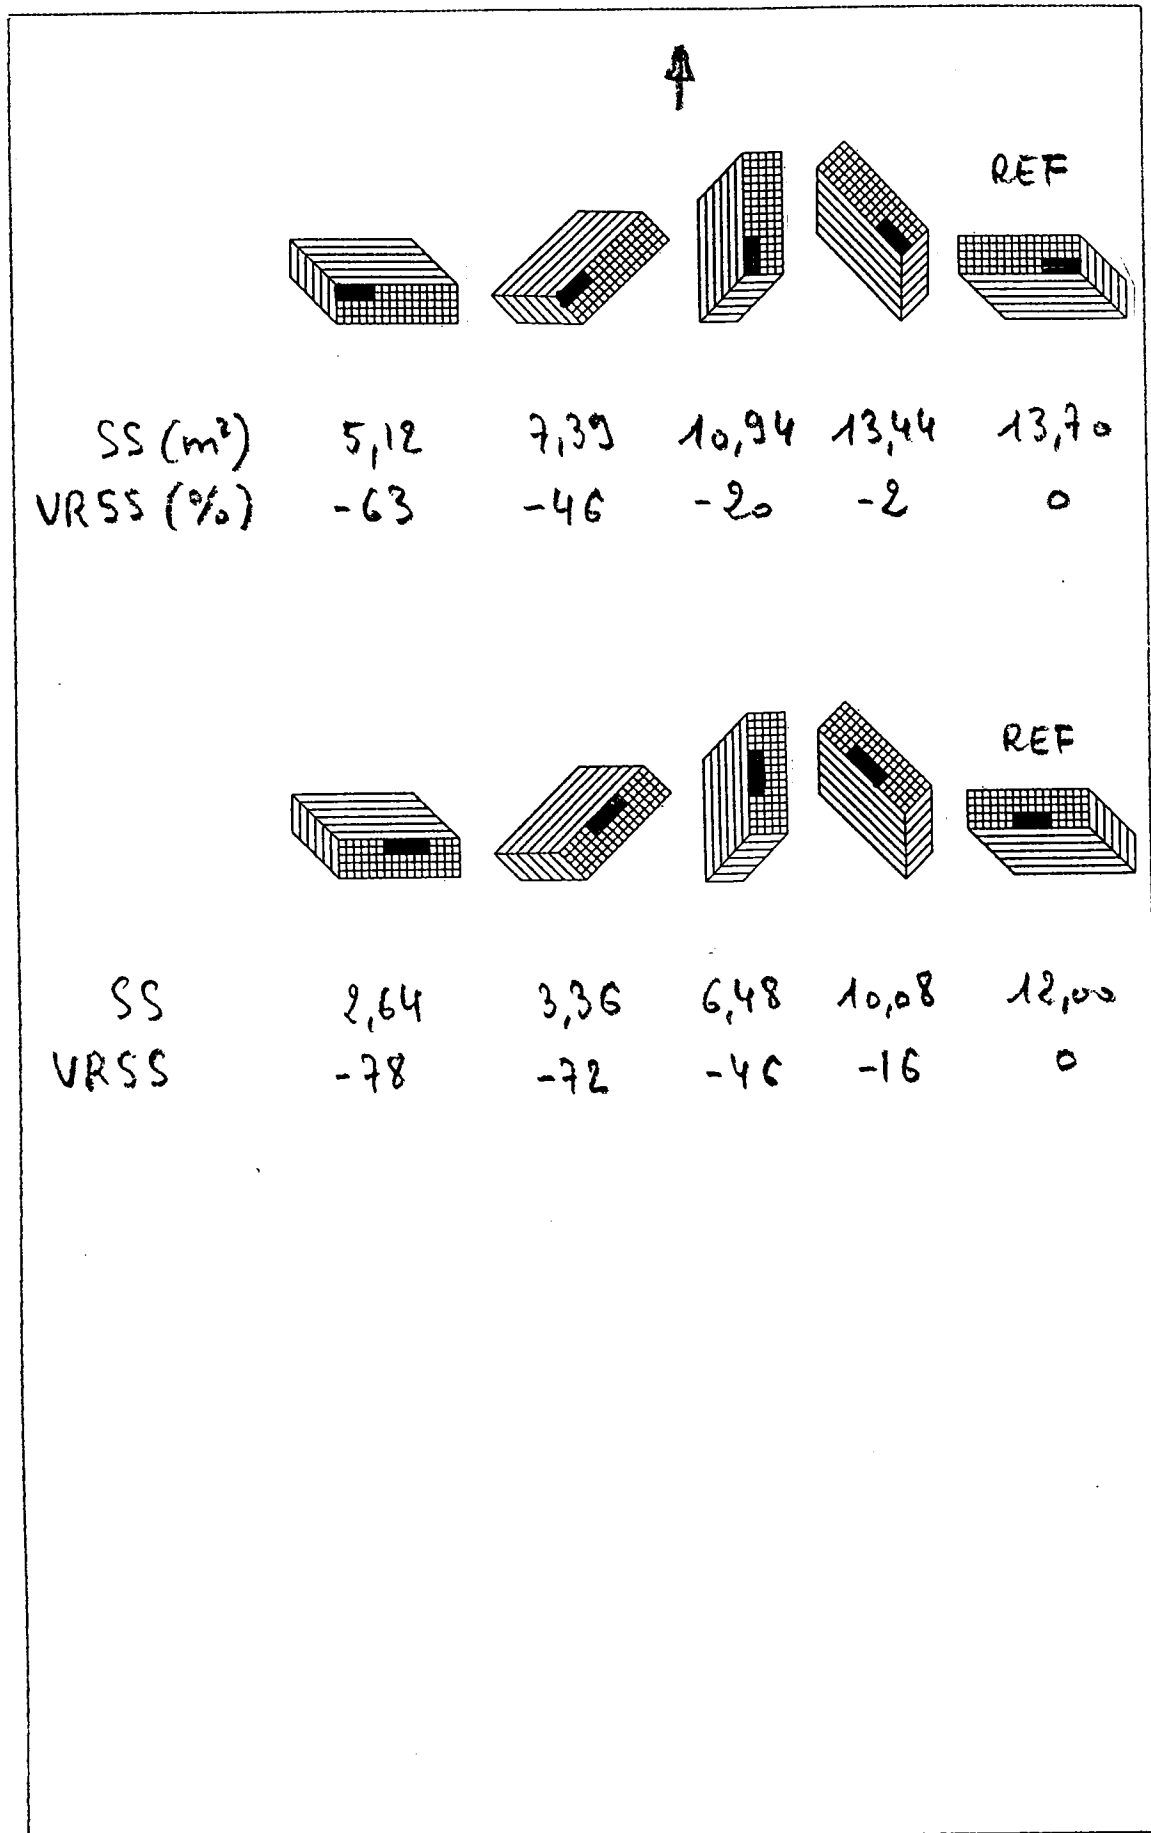 REF
SS (m²) 5,12 7,39 10,94 13,44 13,70
VRSS (%) -63 -46 -20 -2 0
REF
SS 2,64 3,36 6,48 10,08 12,00
VRSS -78 -72 -46 -16 0